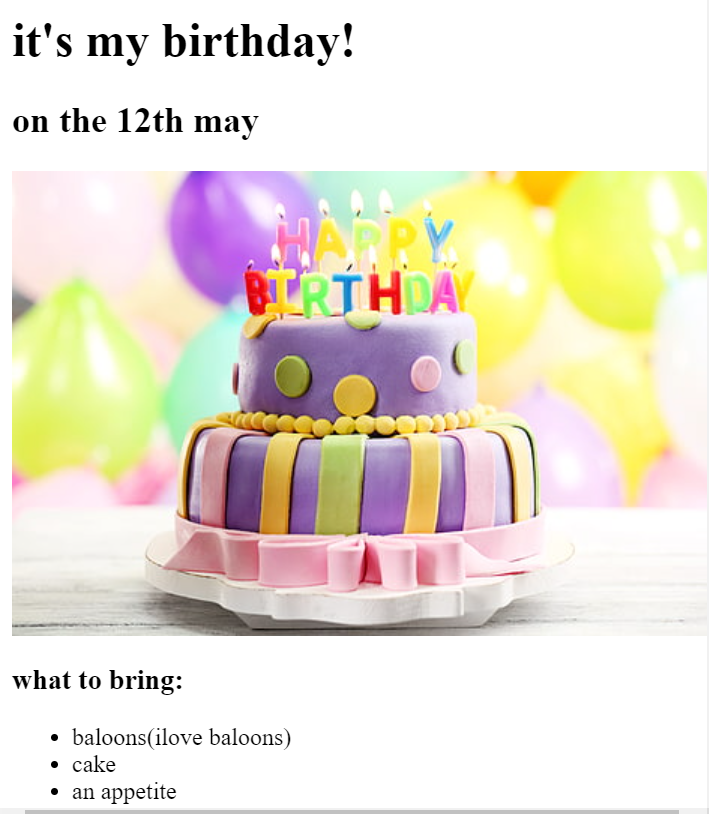 it's my birthday!
on the 12th may
HAPPY
BIRTHDAY
what to bring:
baloons(ilove baloons)
cake
an appetite